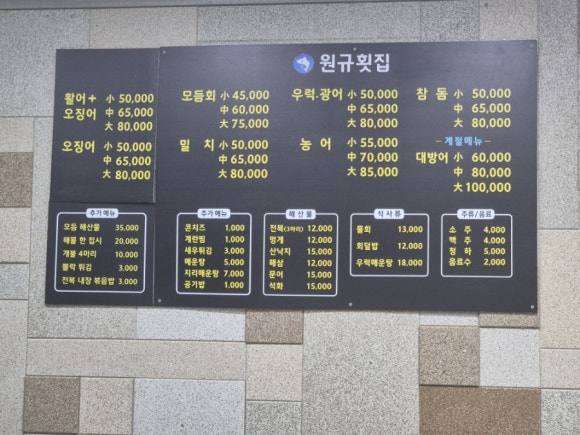 원규횟집
활어+ 小 50,000
오징어 中 65,000
大 80,000
오징어 小 50,000
中 65,000
大 80,000
모듬회 小 45,000
中 60,000
大 75,000
밀 치 小 50,000
中 65,000
大 80,000
우럭.광어 小 50,000
中 65,000
大 80,000
농 어 小 55,000
中 70,000
大 85,000
참 돔 小 50,000
中 65,000
大 80,000
-계절메뉴-
대방어 小 60,000
中 80,000
大 100,000
추가메뉴
모듬 해산물 35,000
해물 한 접시 20,000
개불 4마리 10,000
볼락 튀김 3,000
전복 내장 볶음밥 3,000
추가메뉴
콘치즈 1,000
계란찜 1,000
새우튀김 3,000
매운탕 5,000
지리매운탕 7,000
공기밥 1,000
해산물
전복(3마리) 12,000
멍게 12,000
산낙지 15,000
해삼 12,000
문어 15,000
석화 15,000
식사류
물회 13,000
회덮밥 12,000
우럭매운탕 18,000
주류/음료
소 주 4,000
맥 주 4,000
청 하 5,000
음료수 2,000